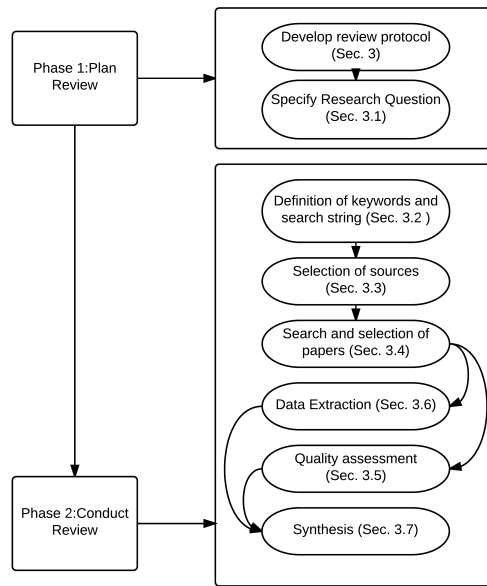 Phase 1:Plan
Review
Develop review protocol
(Sec. 3)
Specify Research Question
(Sec. 3.1)
Definition of keywords and
search string (Sec. 3.2 )
Selection of sources
(Sec. 3.3)
Search and selection of
papers (Sec. 3.4)
Data Extraction (Sec. 3.6)
Quality assessment
(Sec. 3.5)
Synthesis (Sec. 3.7)
Phase 2:Conduct
Review